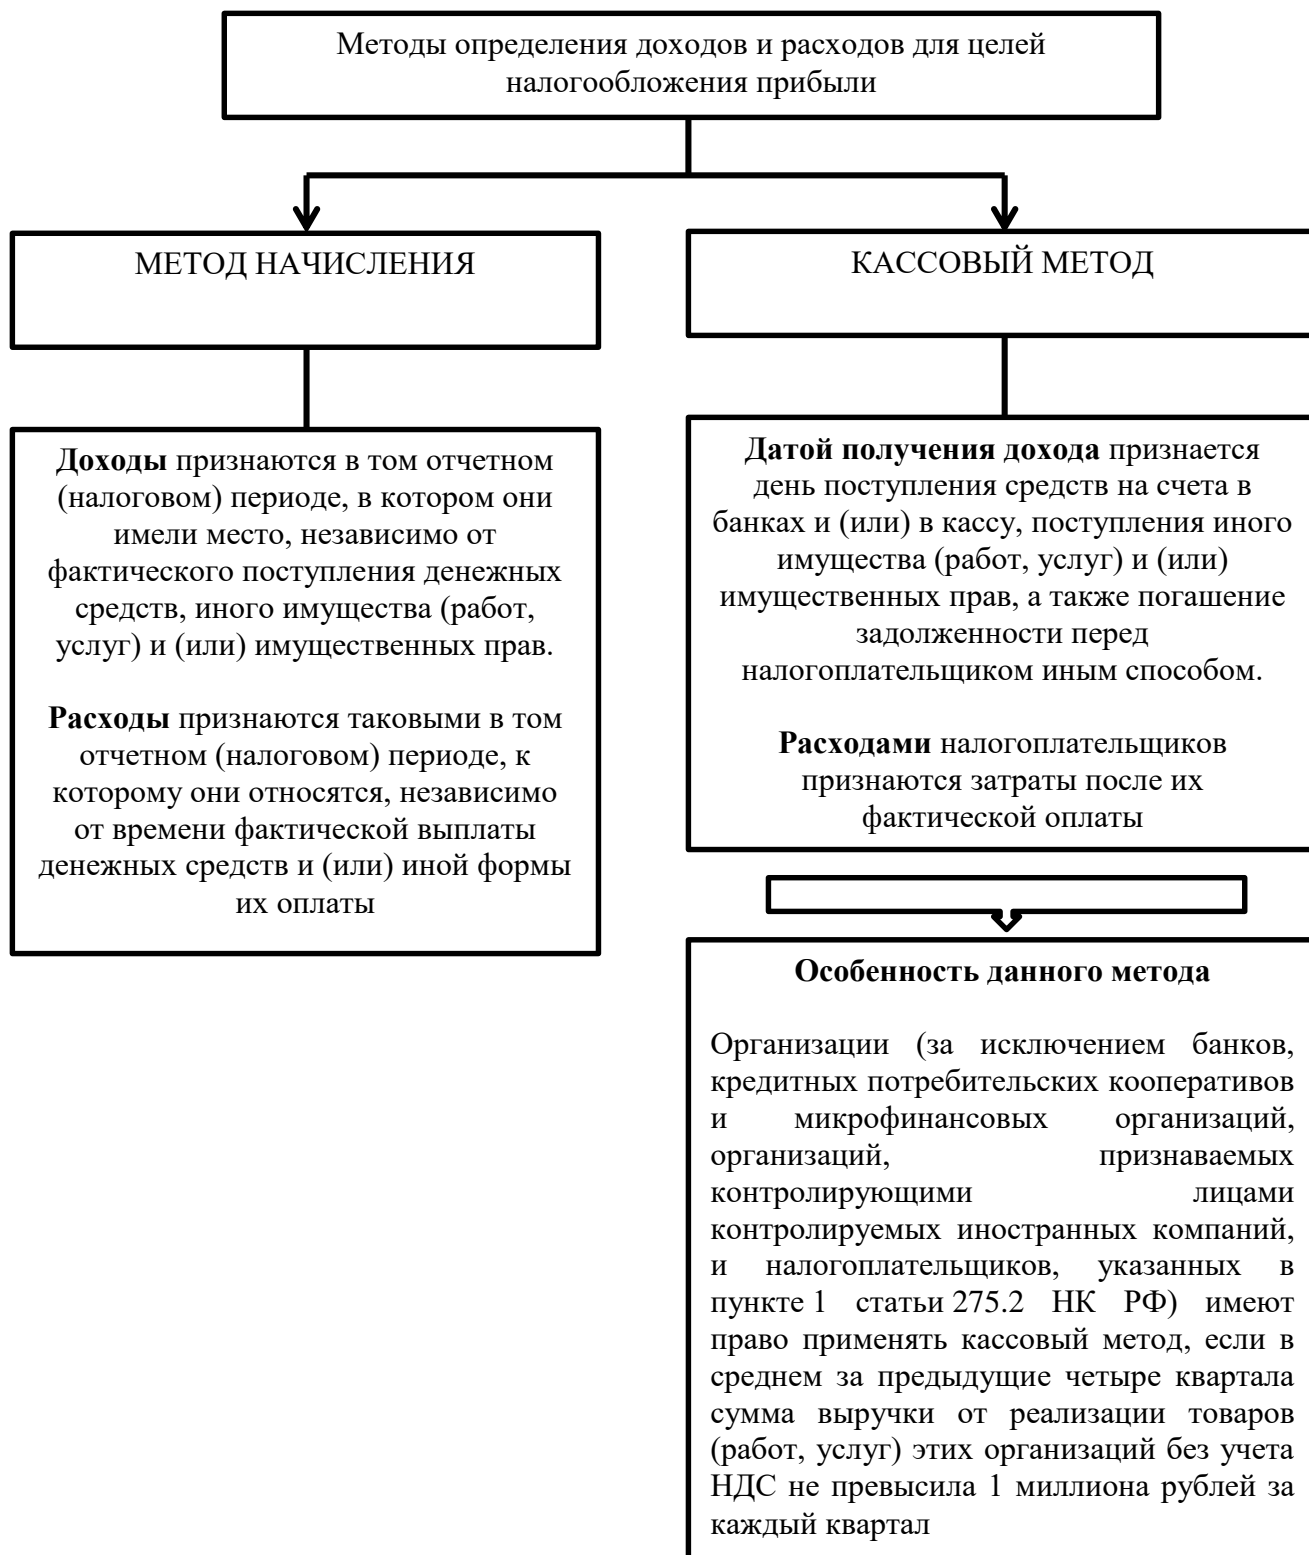 Методы определения доходов и расходов для целей
налогообложения прибыли
МЕТОД НАЧИСЛЕНИЯ
КАССОВЫЙ МЕТОД
Доходы признаются в том отчетном
(налоговом) периоде, в котором они
имели место, независимо от
фактического поступления денежных
средств, иного имущества (работ,
услуг) и (или) имущественных прав.
Расходы признаются таковыми в том
отчетном (налоговом) периоде, к
которому они относятся, независимо
от времени фактической выплаты
денежных средств и (или) иной формы
их оплаты
Датой получения дохода признается
день поступления средств на счета в
банках и (или) в кассу, поступления иного
имущества (работ, услуг) и (или)
имущественных прав, а также погашение
задолженности перед
налогоплательщиком иным способом.
Расходами налогоплательщиков
признаются затраты после их
фактической оплаты
Особенность данного метода
Организации (за исключением банков,
кредитных потребительских кооперативов
и микрофинансовых организаций,
организаций, признаваемых
контролирующими лицами
контролируемых иностранных компаний,
и налогоплательщиков, указанных в
пункте 1 статьи 275.2 НК РФ) имеют
право применять кассовый метод, если в
среднем за предыдущие четыре квартала
сумма выручки от реализации товаров
(работ, услуг) этих организаций без учета
НДС не превысила 1 миллиона рублей за
каждый квартал